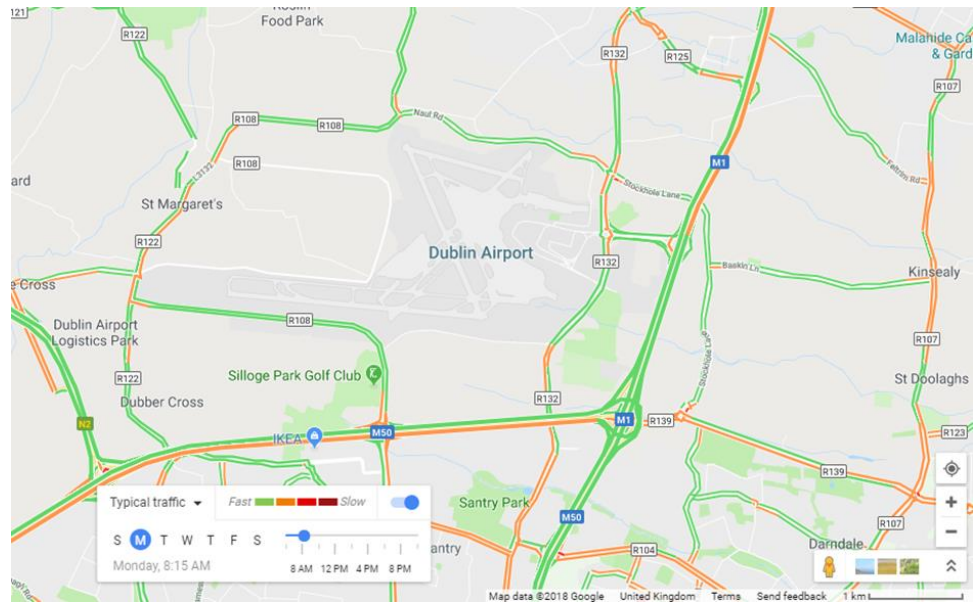 R121
Roslin
Food Park
R122
R132
R125
Malahide Ca
& Gard
R107
R108
R108
Naul Rd
R108
L3132
M1
Feltrim Rd
ard
Stockhole Lane
St Margaret's
R122
Dublin Airport
R132
Baskin Ln
Kinsealy
e Cross
R108
Dublin Airport
Logistics Park
Stockhole Lane
R107
R122
Silloge Park Golf Club
St Doolaghs
Dubber Cross
R132
N2
IKEA
M50
M1
R139
R123
R139
Typical traffic
Fast
Slow
Santry Park
M50
R107
S M T W T F S
Monday, 8:15 AM
8 AM 12 PM 4 PM 8 PM
antry
R104
Darndale
Map data ©2018 Google United Kingdom Terms Send feedback 1 km